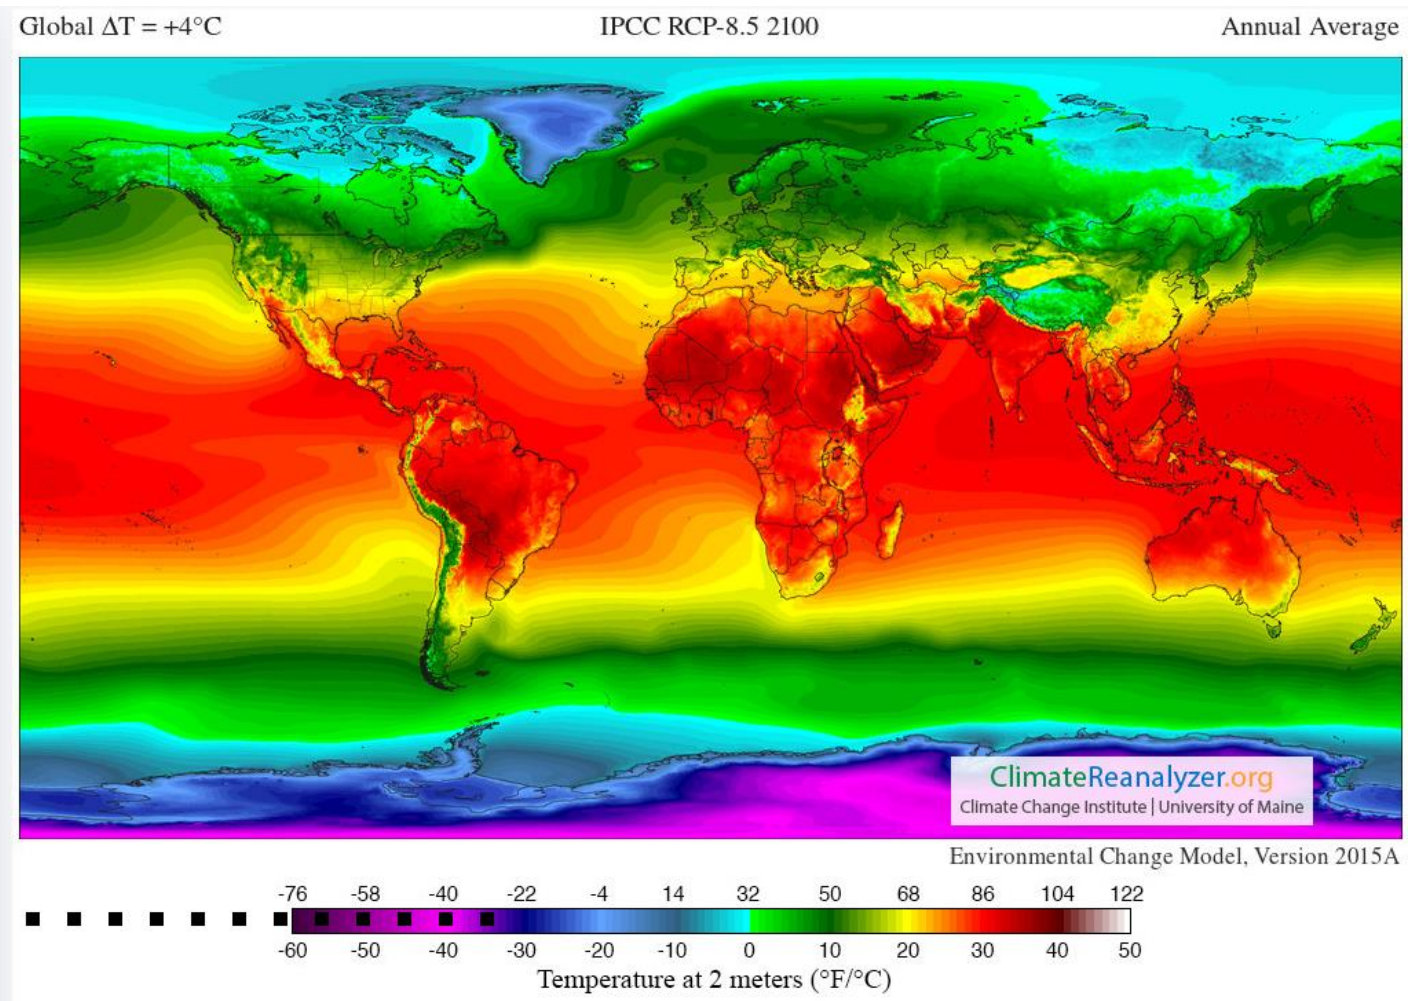 Global ΔT = +4°C IPCC RCP-8.5 2100 Annual Average
ClimateReanalyzer.org
Climate Change Institute | University of Maine
Environmental Change Model, Version 2015A
-76 -58 -40 -22 -4 14 32 50 68 86 104 122
-60 -50 -40 -30 -20 -10 0 10 20 30 40 50
Temperature at 2 meters (°F/°C)